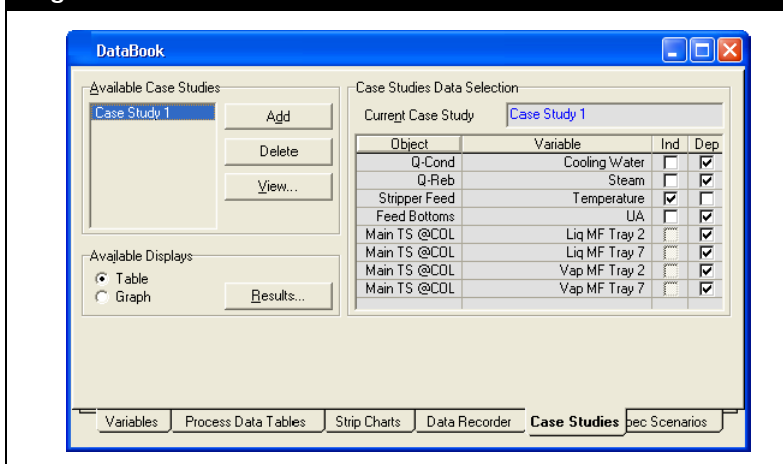 DataBook
Available Case Studies
Case Study 1
Add
Delete
View...
Available Displays
Table
Graph
Results...
Case Studies Data Selection
Current Case Study Case Study 1
Object Variable Ind Dep
Q-Cond Cooling Water
Q-Reb Steam
Stripper Feed Temperature
Feed Bottoms UA
Main TS @COL Liq MF Tray 2
Main TS @COL Liq MF Tray 7
Main TS @COL Vap MF Tray 2
Main TS @COL Vap MF Tray 7
Variables Process Data Tables Strip Charts Data Recorder Case Studies pec Scenarios